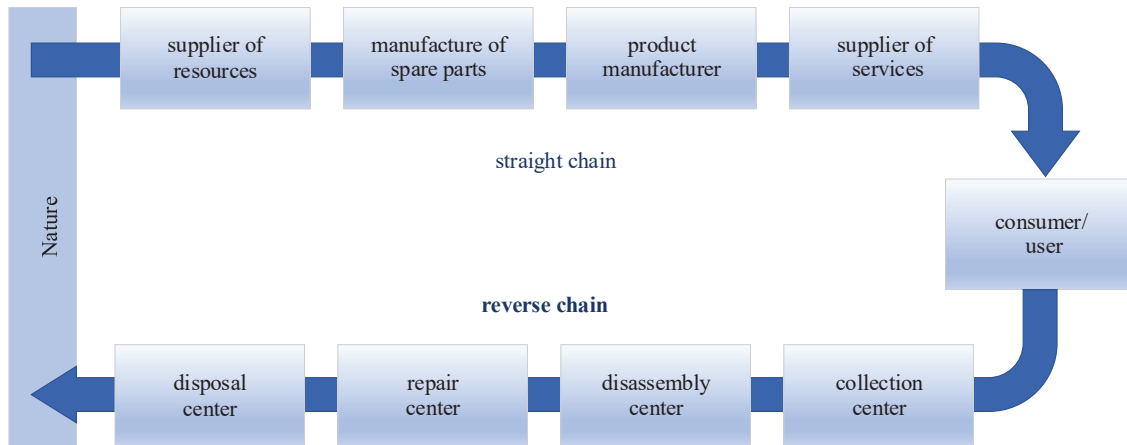 supplier of
resources
manufacture of
spare parts
product
manufacturer
supplier of
services
straight chain
Nature
consumer/
user
reverse chain
disposal
center
repair
center
disassembly
center
collection
center